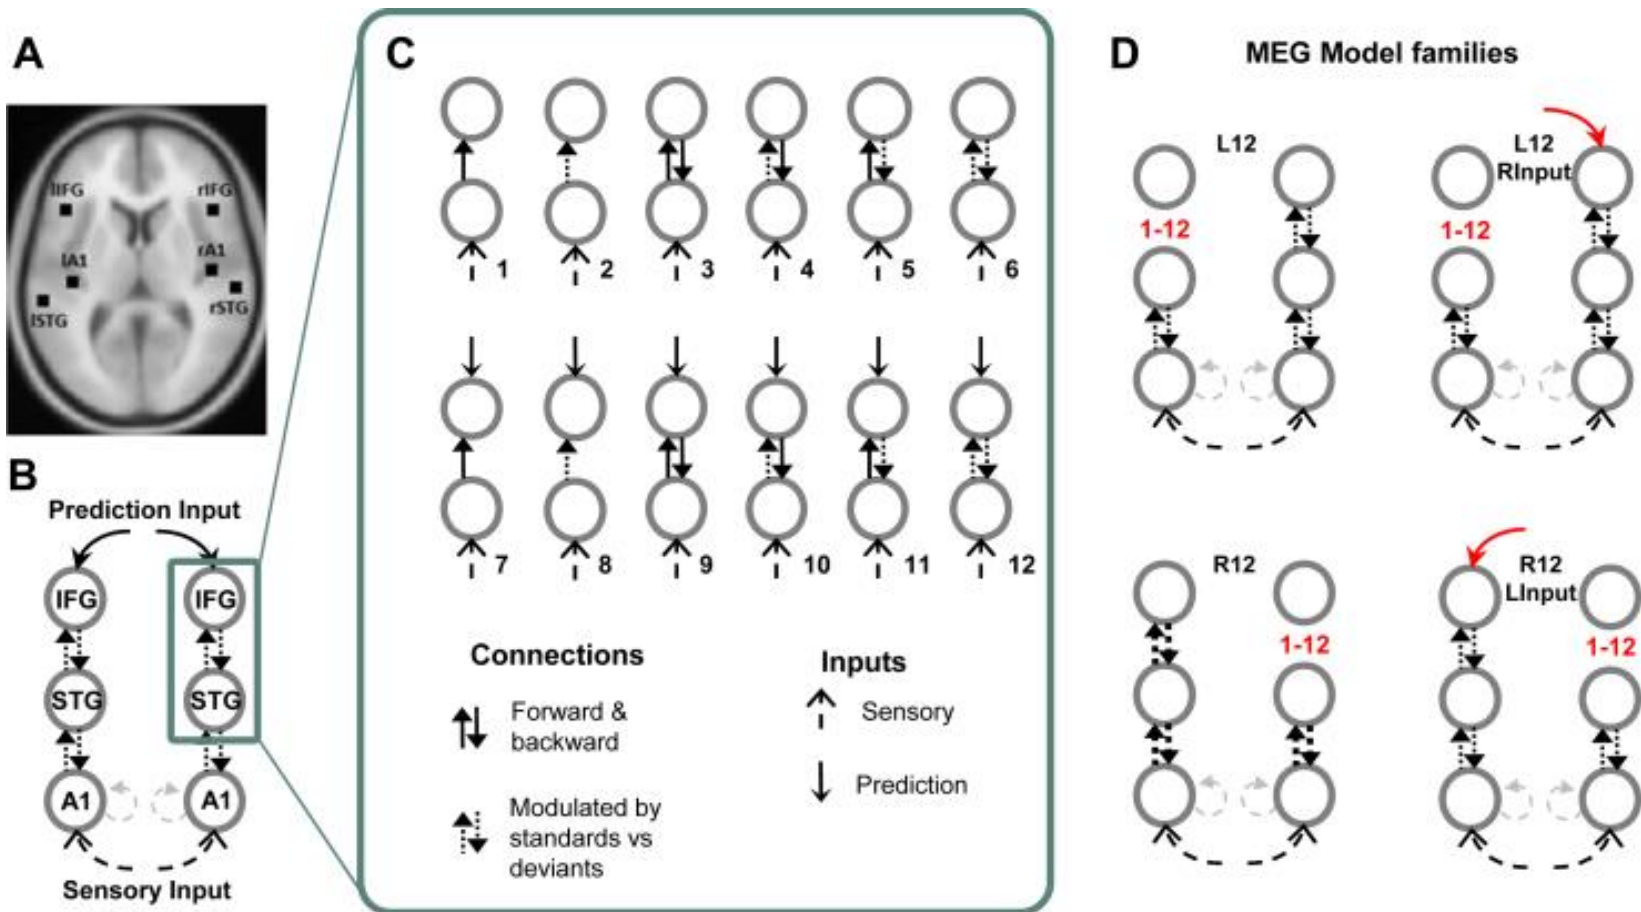 A
lIFG
rIFG
lA1
rA1
lSTG
rSTG
B
Prediction Input
IFG
IFG
STG
STG
A1
A1
Sensory Input
C
1
2
3
4
5
6
7
8
9
10
11
12
Connections
Forward &
backward
Modulated by
standards vs
deviants
Inputs
Sensory
Prediction
D
MEG Model families
L12
1-12
L12
RInput
1-12
R12
1-12
R12
LInput
1-12